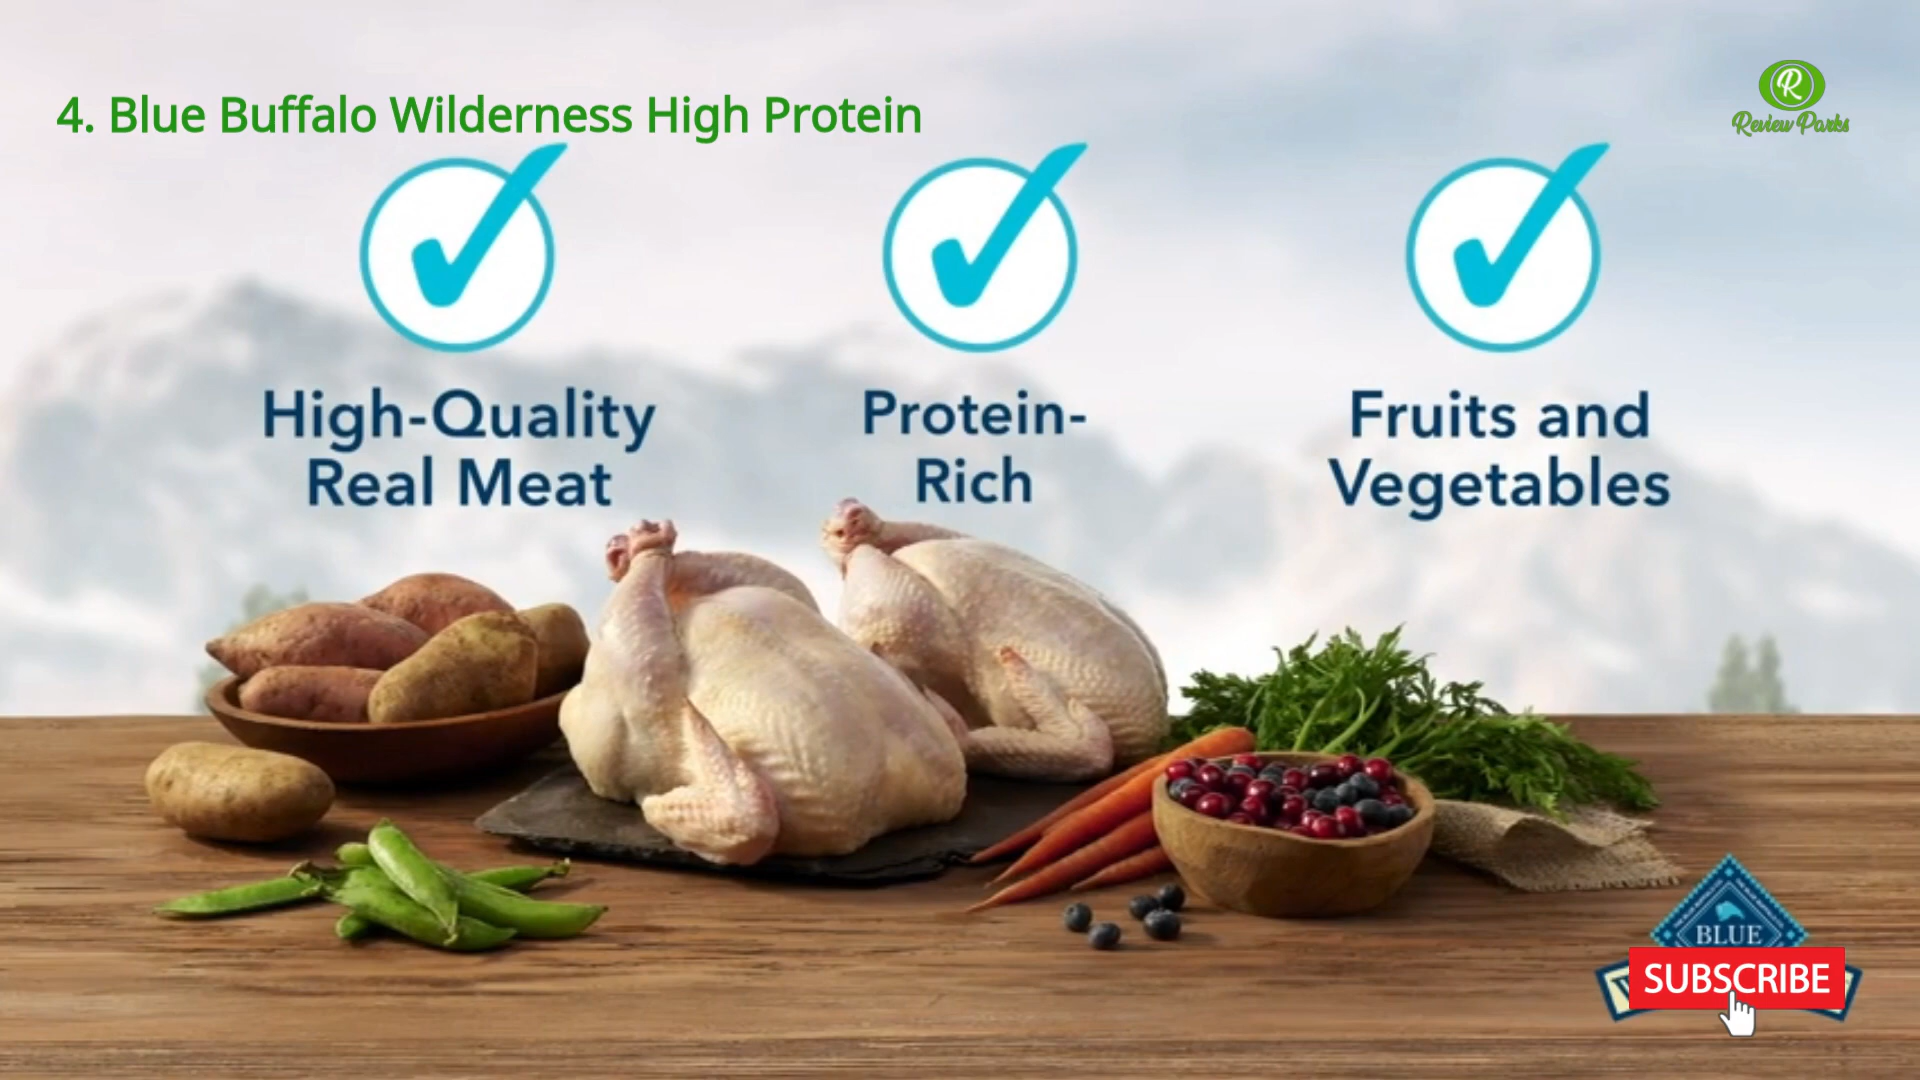 4. Blue Buffalo Wilderness High Protein
R
Review Parks
High-Quality
Real Meat
Protein-
Rich
Fruits and
Vegetables
BLUE
SUBSCRIBE